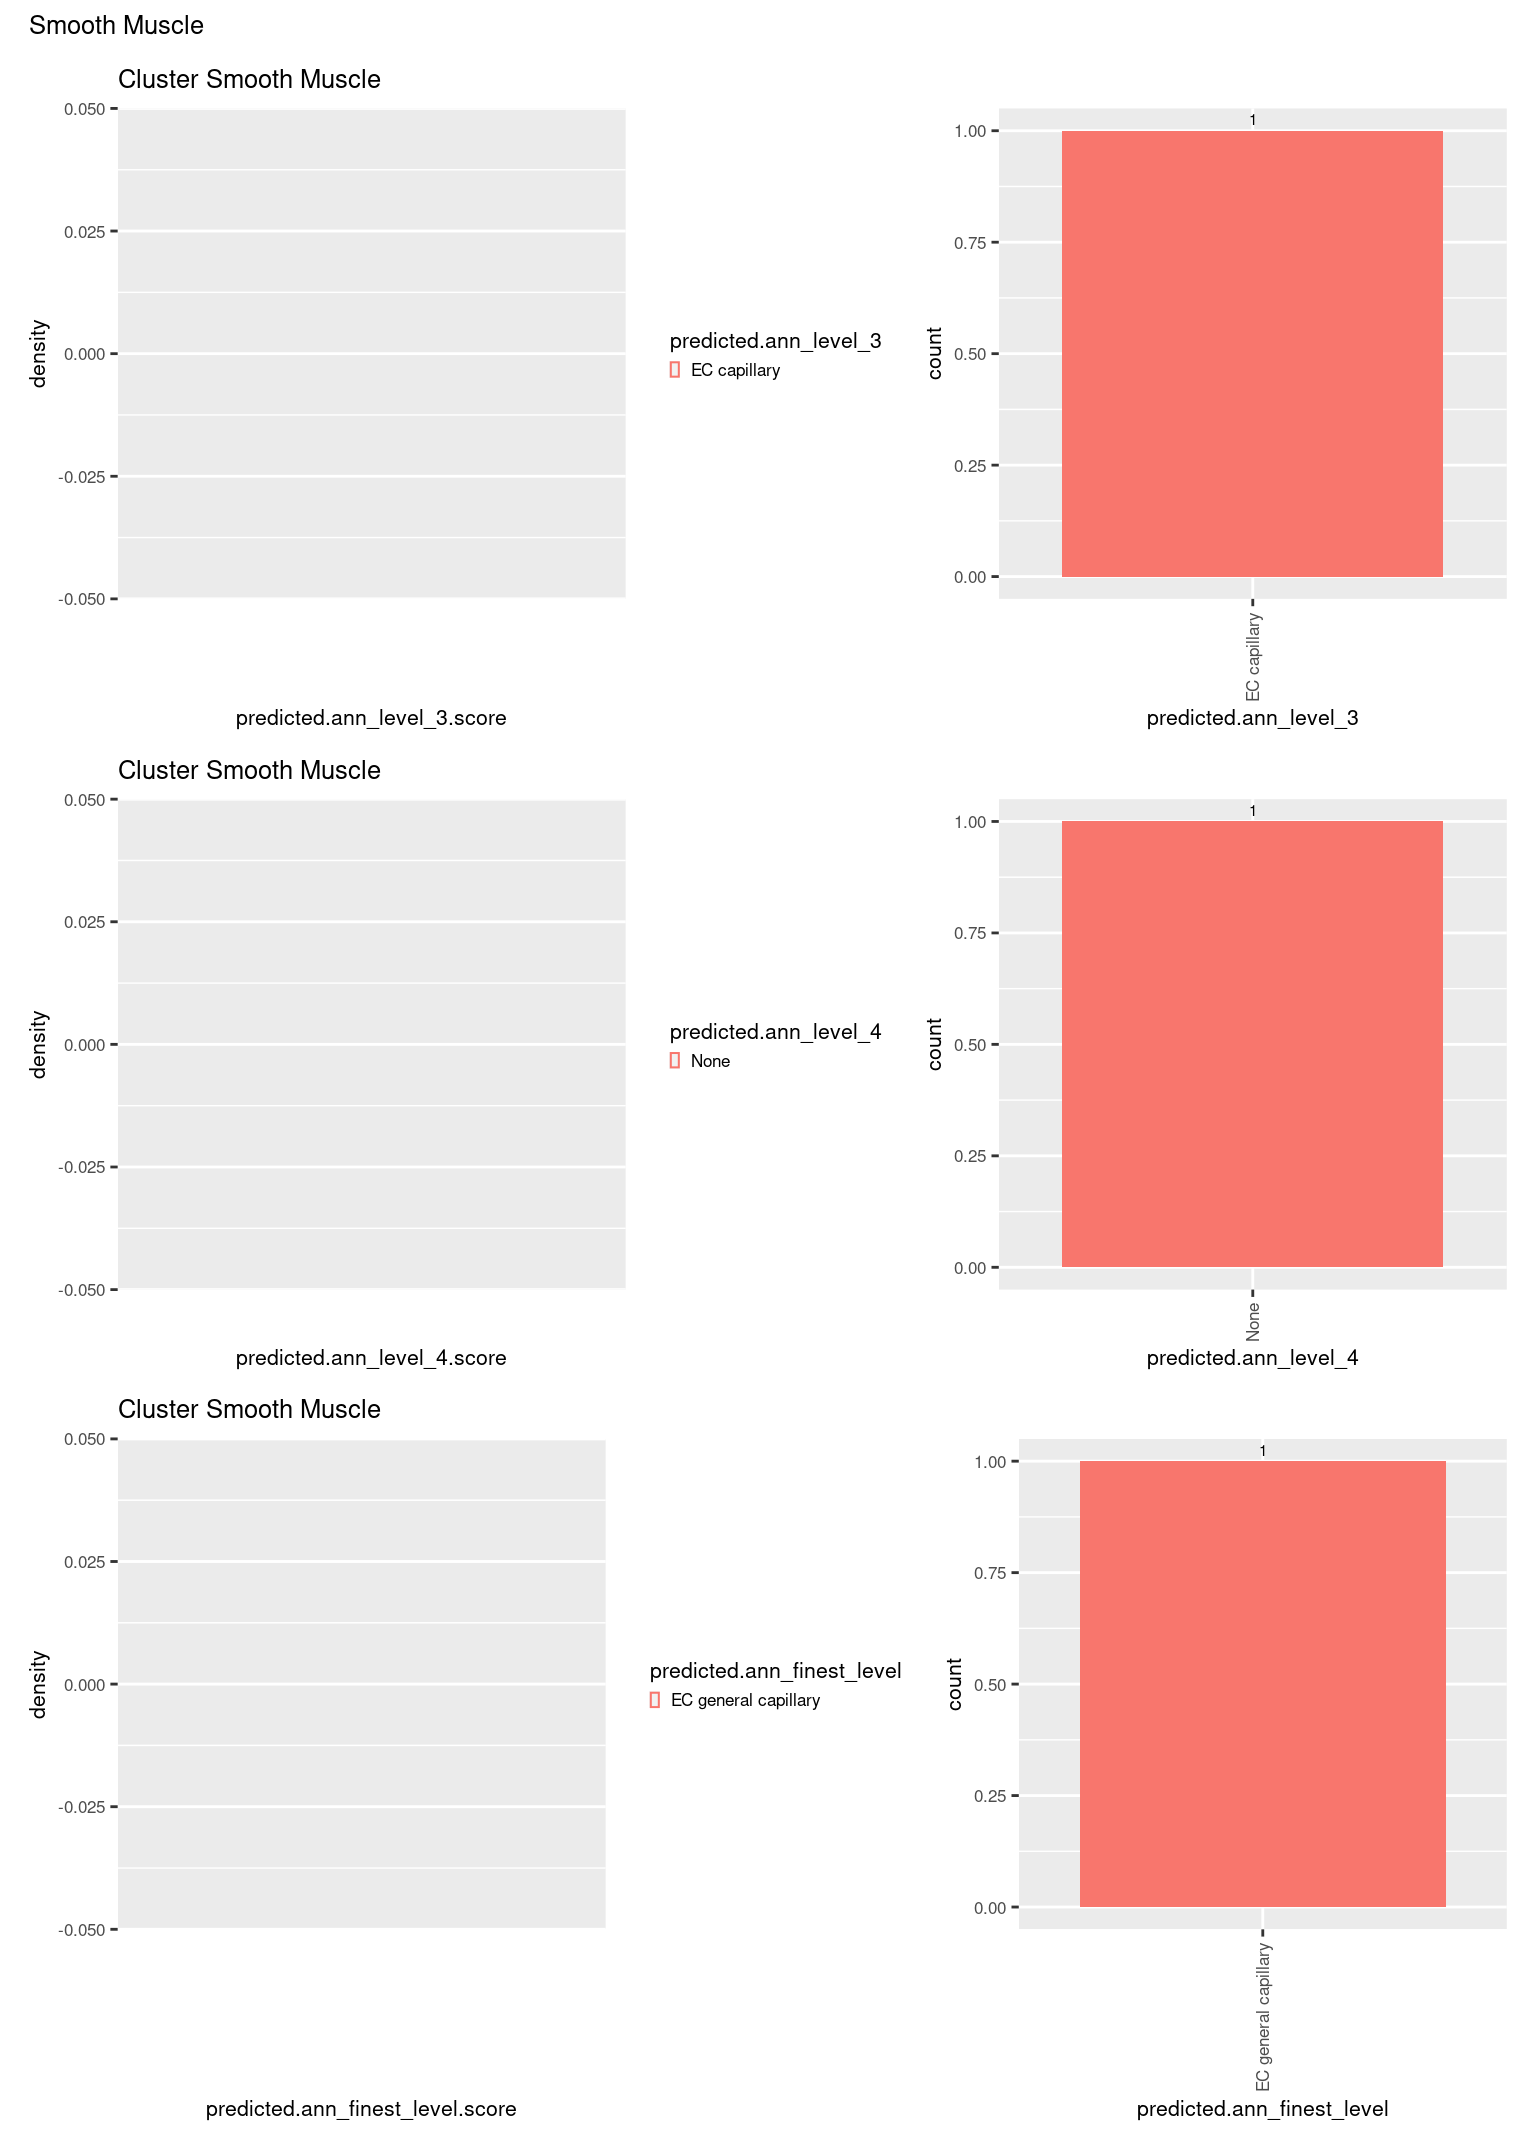 Smooth Muscle
Cluster Smooth Muscle
0.050
0.025
0.000
-0.025
-0.050
density
predicted.ann_level_3.score
predicted.ann_level_3
EC capillary
1
1.00
0.75
0.50
0.25
0.00
count
EC capillary
predicted.ann_level_3
Cluster Smooth Muscle
0.050
0.025
0.000
-0.025
-0.050
density
predicted.ann_level_4.score
predicted.ann_level_4
None
1
1.00
0.75
0.50
0.25
0.00
count
None
predicted.ann_level_4
Cluster Smooth Muscle
0.050
0.025
0.000
-0.025
-0.050
density
predicted.ann_finest_level.score
predicted.ann_finest_level
EC general capillary
1
1.00
0.75
0.50
0.25
0.00
count
EC general capillary
predicted.ann_finest_level